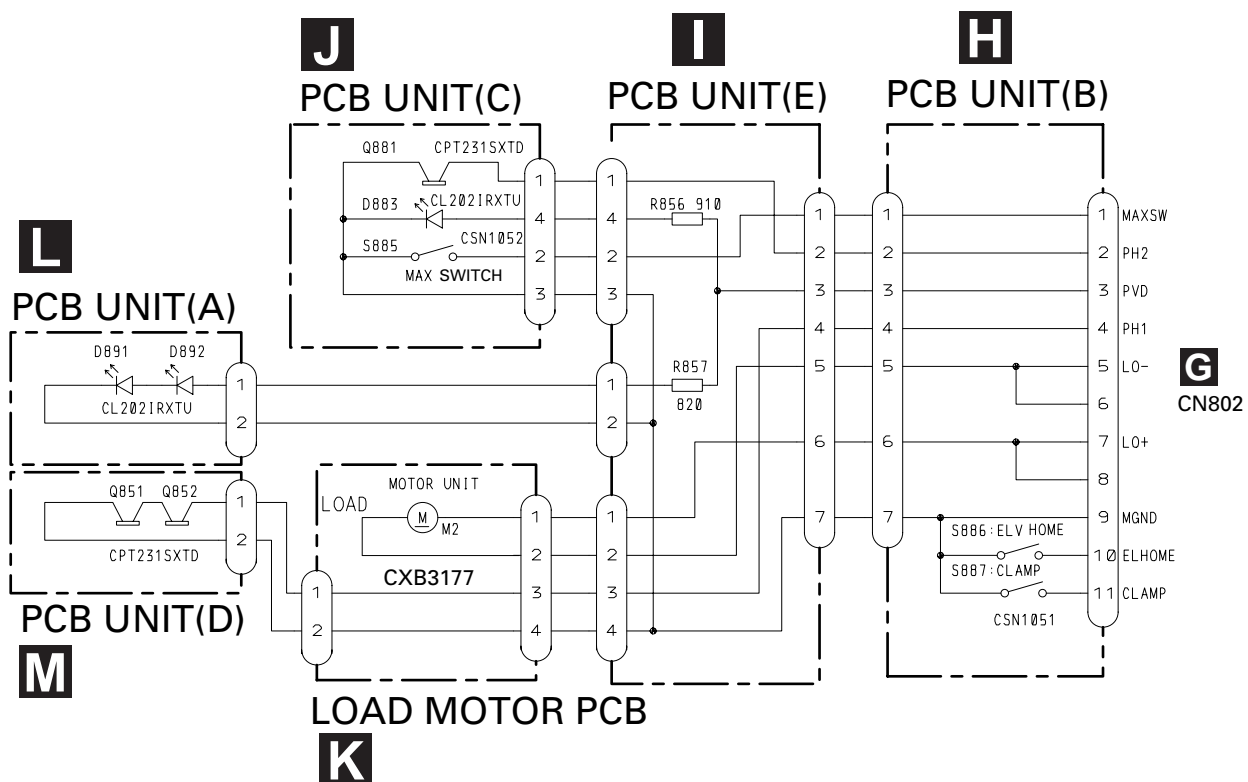 J
I
H
PCB UNIT(C)
PCB UNIT(E)
PCB UNIT(B)
Q881
CPT231SXTD
D883
CL202IRXTU
S885
CSN1052
MAX SWITCH
1
4
2
3
1
4
2
3
R856 910
1
2
3
4
5
6
7
1
2
3
4
5
6
7
1 MAXSW
2 PH2
3 PVD
4 PH1
5 LO-
6
7 LO+
8
9 MGND
10 ELHOME
11 CLAMP
G
CN802
L
PCB UNIT(A)
D891
D892
CL202IRXTU
1
2
1
2
R857
820
Q851
Q852
CPT231SXTD
1
2
PCB UNIT(D)
M
LOAD
MOTOR UNIT
M
M2
CXB3177
1
2
1
2
3
4
1
2
3
4
S886:ELV HOME
S887:CLAMP
CSN1051
LOAD MOTOR PCB
K